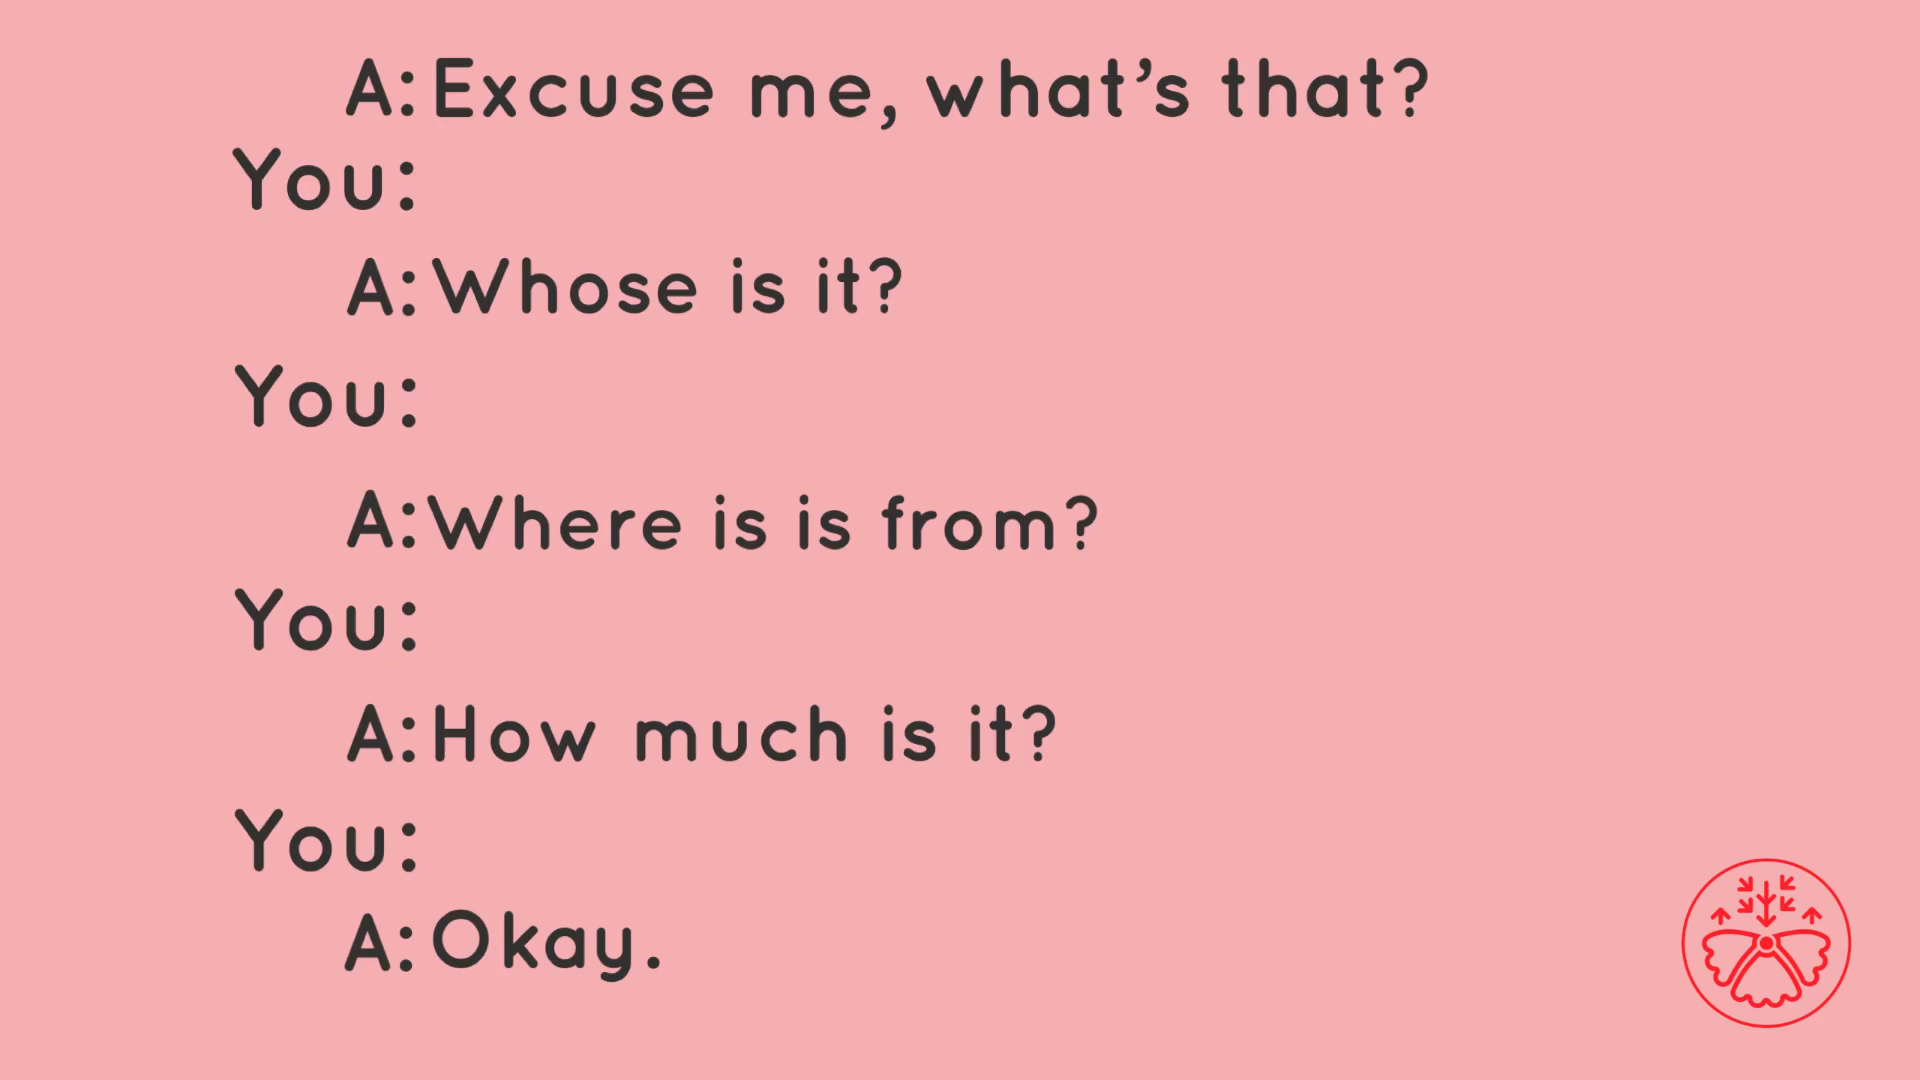 A: Excuse me, what’s that?
You:
A: Whose is it?
You:
A: Where is is from?
You:
A: How much is it?
You:
A: Okay.